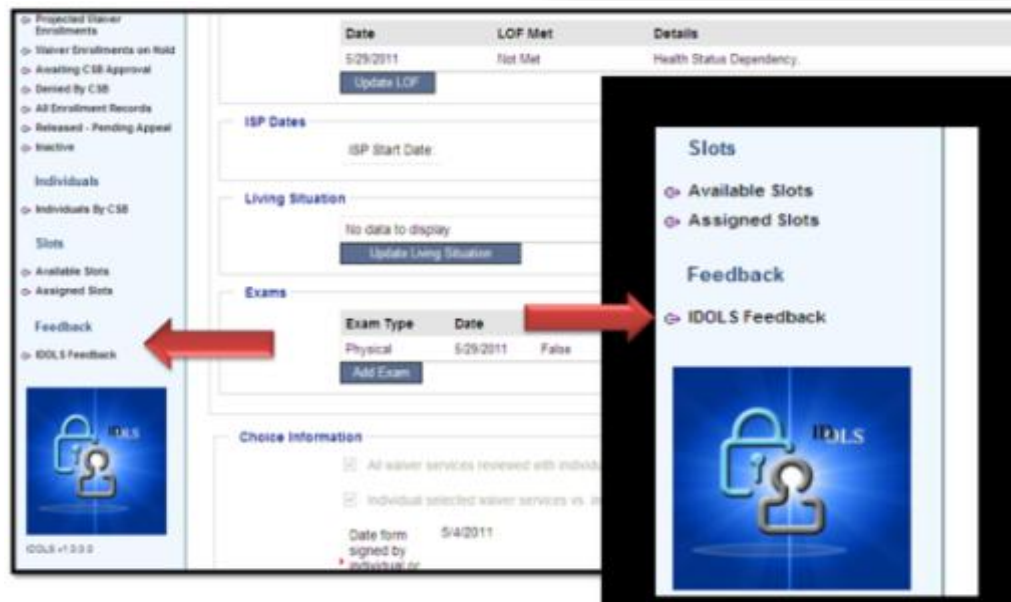 Projected Waiver
Enrollments
Waiver Enrollments on Hold
Awaiting CSB Approval
Denied By CSB
All Enrollment Records
Released - Pending Appeal
Inactive
Individuals
Individuals By CSB
Slots
Available Slots
Assigned Slots
Feedback
IDOLS Feedback
IDOLS
IDOLS v1.0.0.0
Date LOF Met Details
5/29/2011 Not Met Health Status Dependency.
Update LOF
ISP Dates
ISP Start Date:
Living Situation
No data to display
Update Living Situation
Exams
Exam Type Date
Physical 5/29/2011 False
Add Exam
Choice Information
All waiver services reviewed with
Individual selected waiver services vs.
Date form 5/4/2011
signed by
individual or
Slots
Available Slots
Assigned Slots
Feedback
IDOLS Feedback
IDOLS